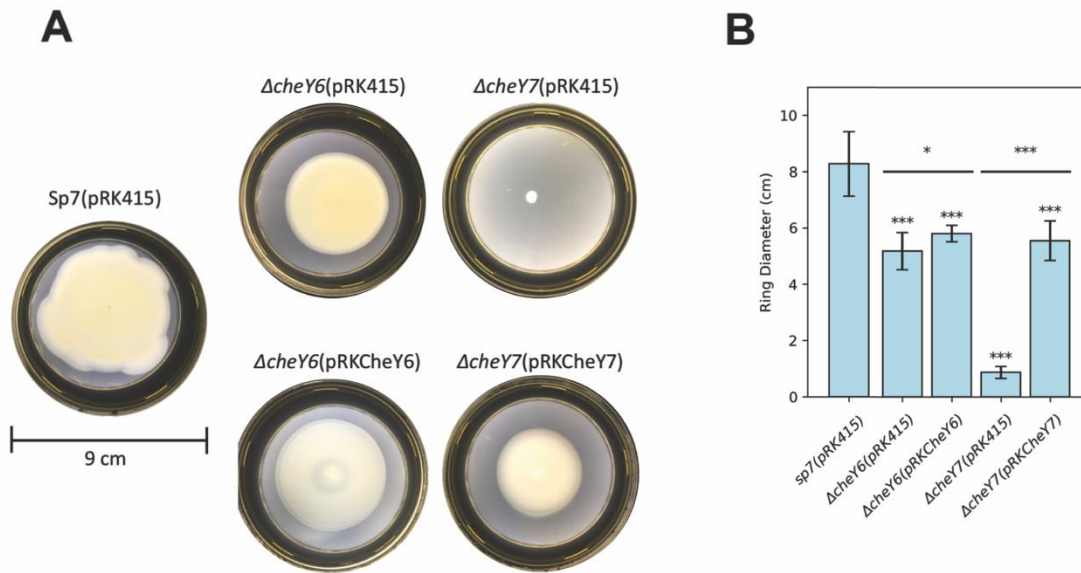 A
ΔcheY6(pRK415)
ΔcheY7(pRK415)
Sp7(pRK415)
ΔcheY6(pRKCheY6)
ΔcheY7(pRKCheY7)
9 cm
B
10
8
6
4
2
0
Ring Diameter (cm)
*
***
***
***
***
***
sp7(pRK415)
ΔcheY6(pRK415)
ΔcheY6(pRKCheY6)
ΔcheY7(pRK415)
ΔcheY7(pRKCheY7)